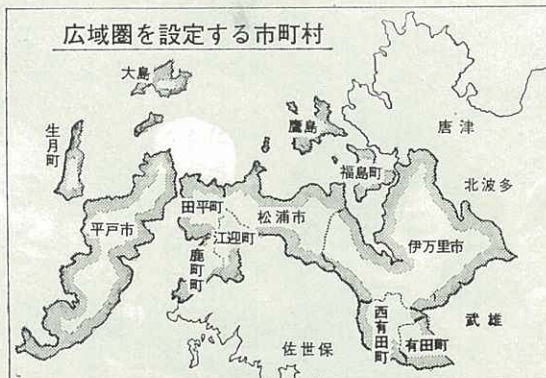 広域圏を設定する市町村
大島
生月町
鷹島
唐津
福島町
北波多
田平町
松浦市
平戸市
江迎町
伊万里市
鹿町町
西有田町
有田町
武雄
佐世保